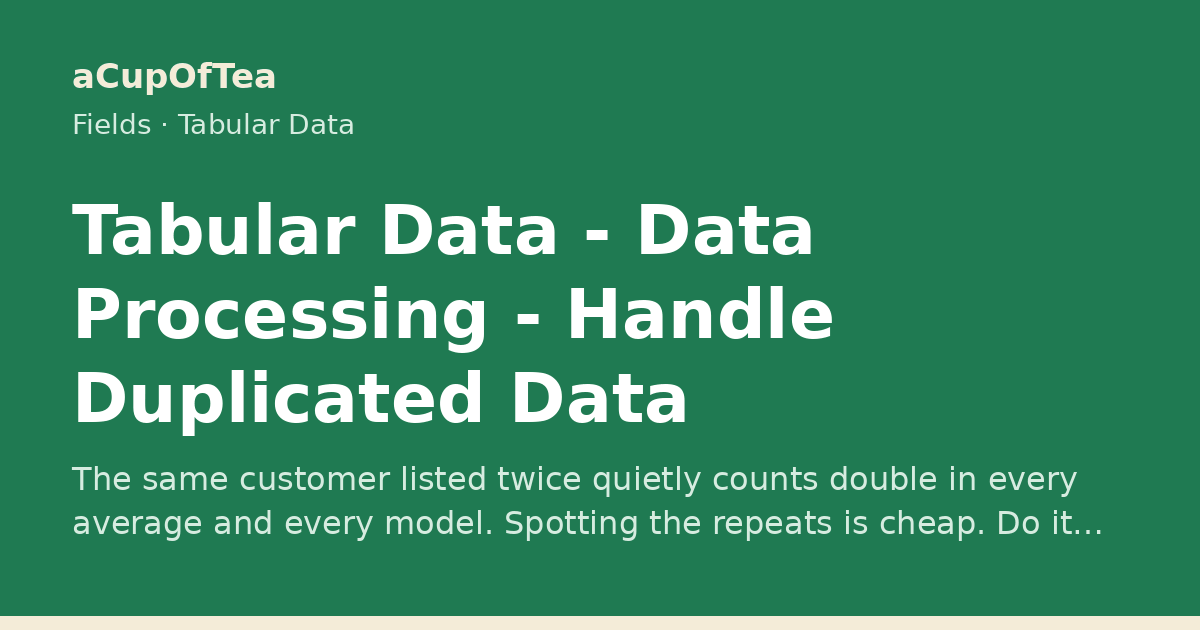 aCupOfTea
Fields · Tabular Data
Tabular Data - Data
Processing - Handle
Duplicated Data
The same customer listed twice quietly counts double in every
average and every model. Spotting the repeats is cheap. Do it...